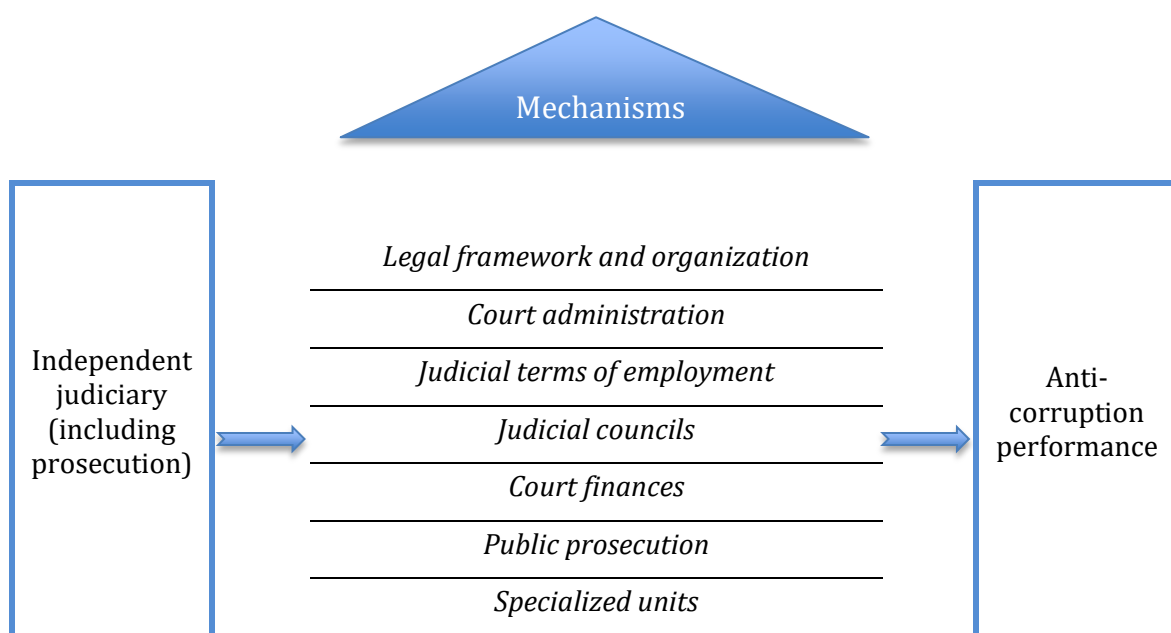 Mechanisms
Independent
judiciary
(including
prosecution)
Legal framework and organization
Court administration
Judicial terms of employment
Judicial councils
Court finances
Public prosecution
Specialized units
Anti-
corruption
performance